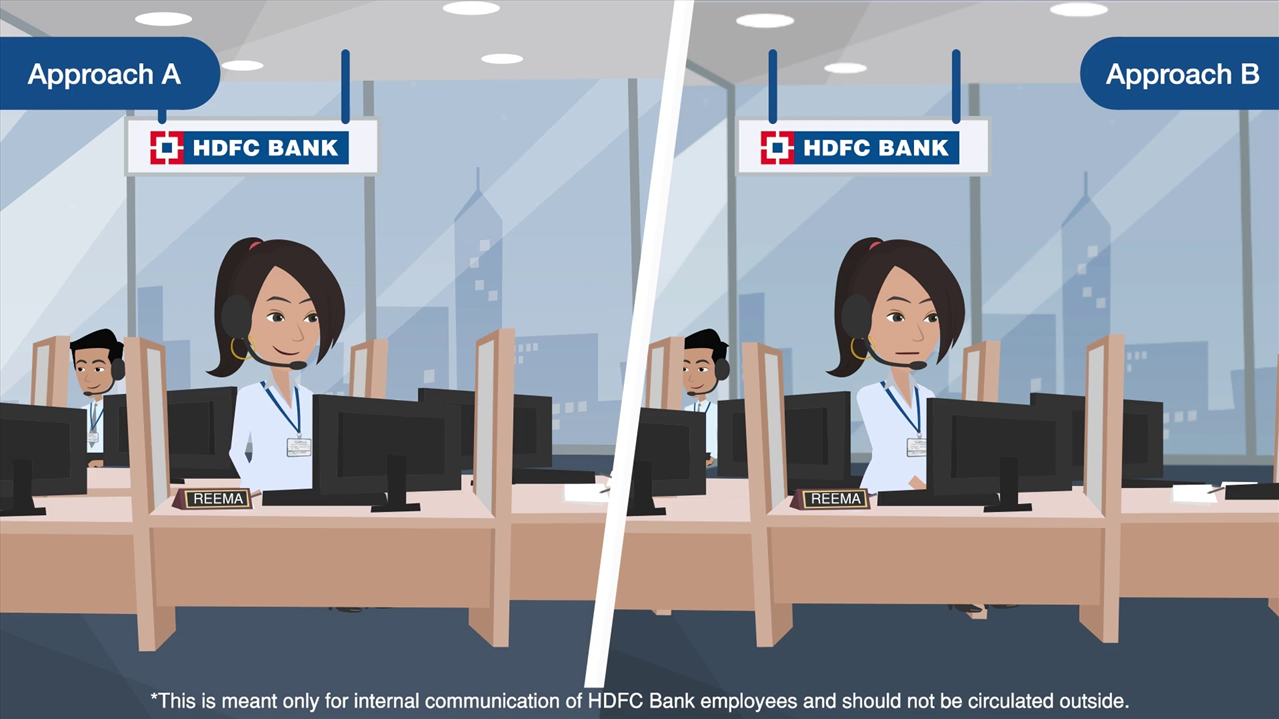 Approach A
Approach B
HDFC BANK
HDFC BANK
REEMA
REEMA
*This is meant only for internal communication of HDFC Bank employees and should not be circulated outside.